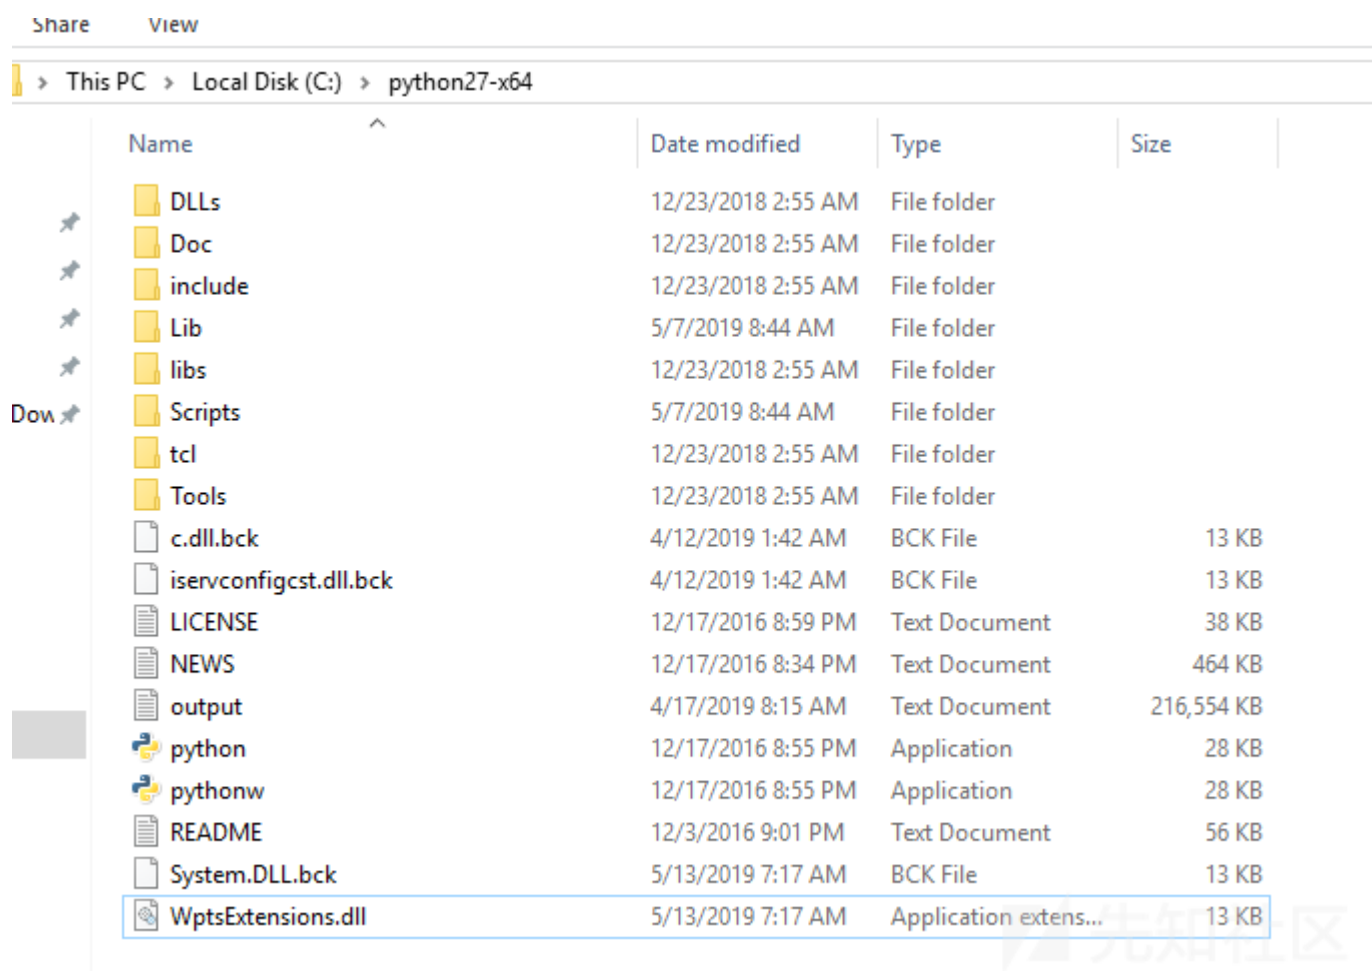 Share View
This PC > Local Disk (C:) > python27-x64
Name Date modified Type Size
DLLs 12/23/2018 2:55 AM File folder
Doc 12/23/2018 2:55 AM File folder
include 12/23/2018 2:55 AM File folder
Lib 5/7/2019 8:44 AM File folder
libs 12/23/2018 2:55 AM File folder
Dow Scripts 5/7/2019 8:44 AM File folder
tcl 12/23/2018 2:55 AM File folder
Tools 12/23/2018 2:55 AM File folder
c.dll.bck 4/12/2019 1:42 AM BCK File 13 KB
iservconfigcst.dll.bck 4/12/2019 1:42 AM BCK File 13 KB
LICENSE 12/17/2016 8:59 PM Text Document 38 KB
NEWS 12/17/2016 8:34 PM Text Document 464 KB
output 4/17/2019 8:15 AM Text Document 216,554 KB
python 12/17/2016 8:55 PM Application 28 KB
pythonw 12/17/2016 8:55 PM Application 28 KB
README 12/3/2016 9:01 PM Text Document 56 KB
System.DLL.bck 5/13/2019 7:17 AM BCK File 13 KB
WptsExtensions.dll 5/13/2019 7:17 AM Application extens... 13 KB
先知社区